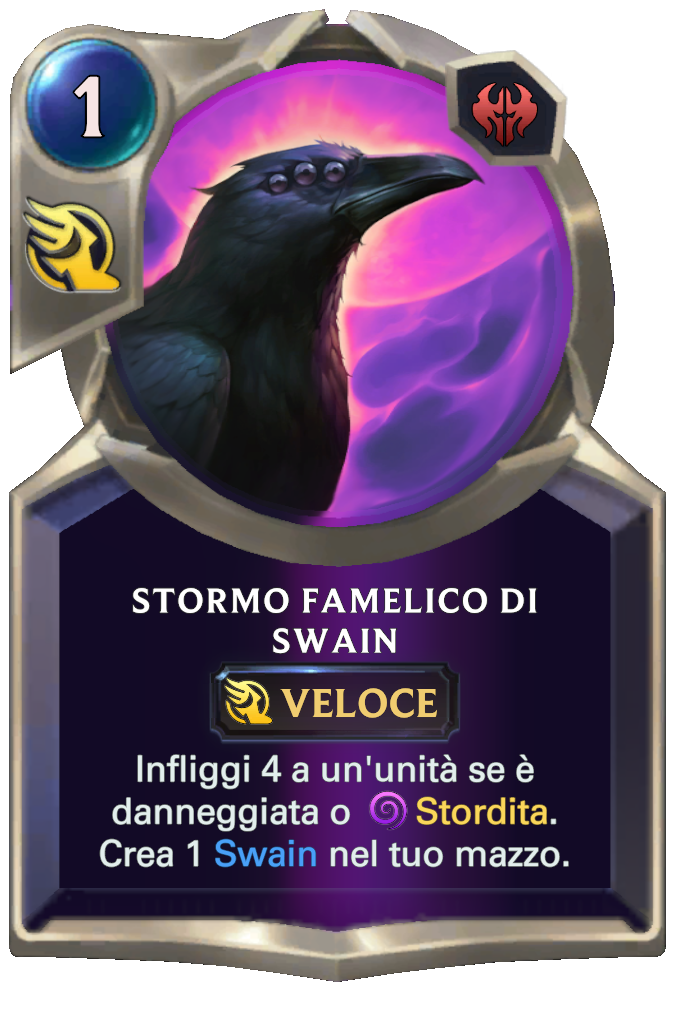 1
STORMO FAMELICO DI
SWAIN
VELOCE
Infliggi 4 a un'unità se è
danneggiata o Stordita.
Crea 1 Swain nel tuo mazzo.